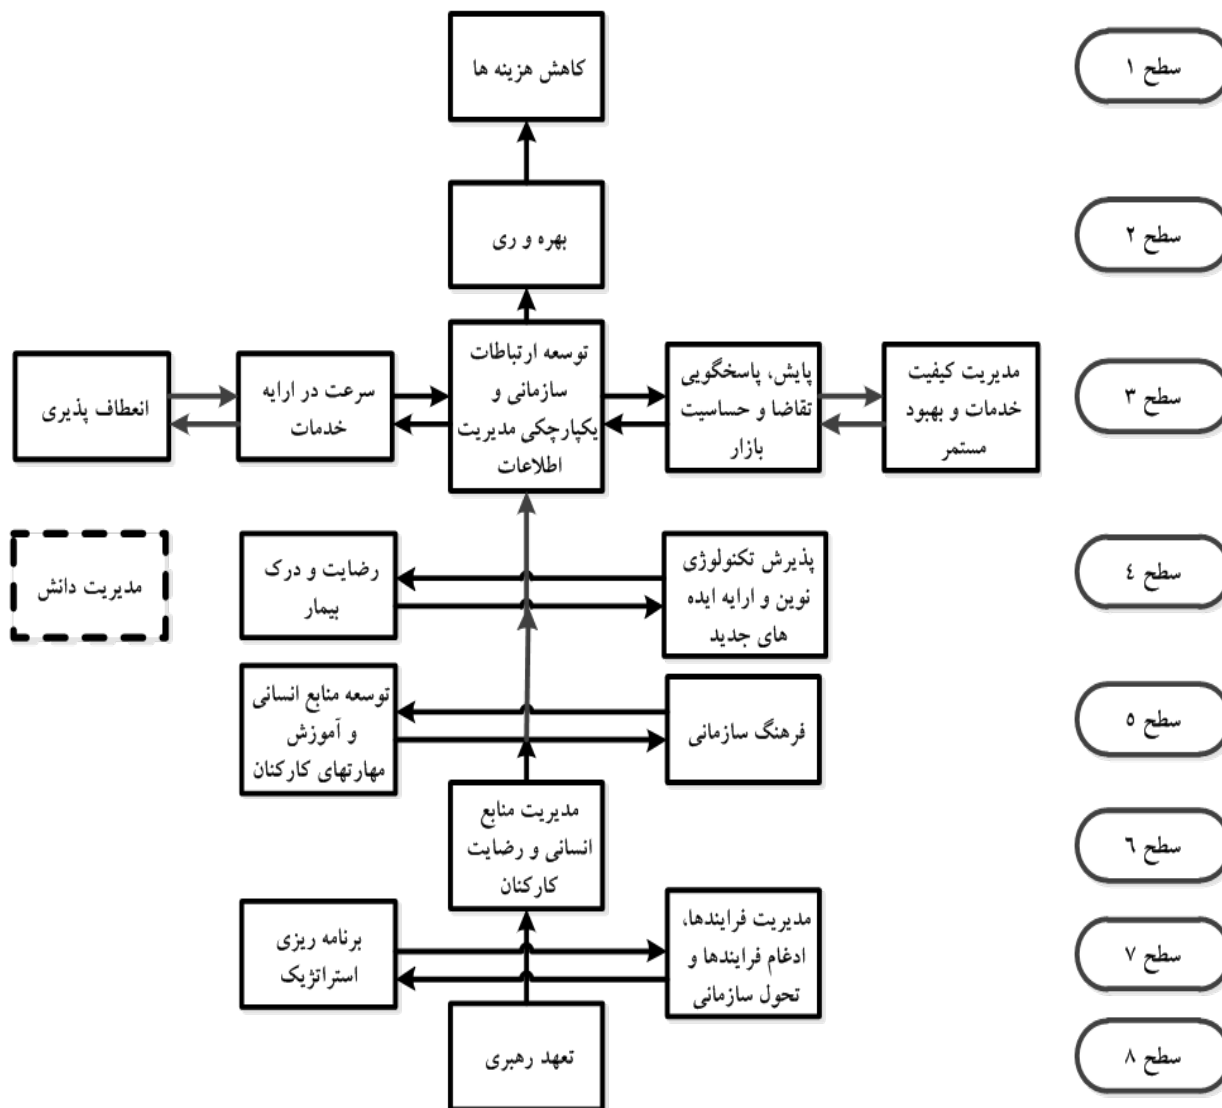 کاهش هزینه ها
سطح ۱
بهره و ری
سطح ۲
توسعه ارتباطات
سازمانی و
یکپارچکی مدیریت
اطلاعات
مدیریت کیفیت
خدمات و بهبود
مستمر
پایش، پاسخگویی
تقاضا و حساسیت
بازار
سرعت در ارایه
خدمات
انعطاف پذیری
سطح ۳
پذیرش تکنولوژی
نوین و ارایه ایده
های جدید
رضایت و درک
بیمار
مدیریت دانش
سطح ٤
فرهنگ سازمانی
توسعه منابع انسانی
و آموزش
مهارتهای کارکنان
سطح ٥
مدیریت منابع
انسانی و رضایت
کارکنان
سطح ٦
مدیریت فرایندها،
ادغام فرایندها و
تحول سازمانی
برنامه ریزی
استراتژیک
سطح ۷
تعهد رهبری
سطح ۸